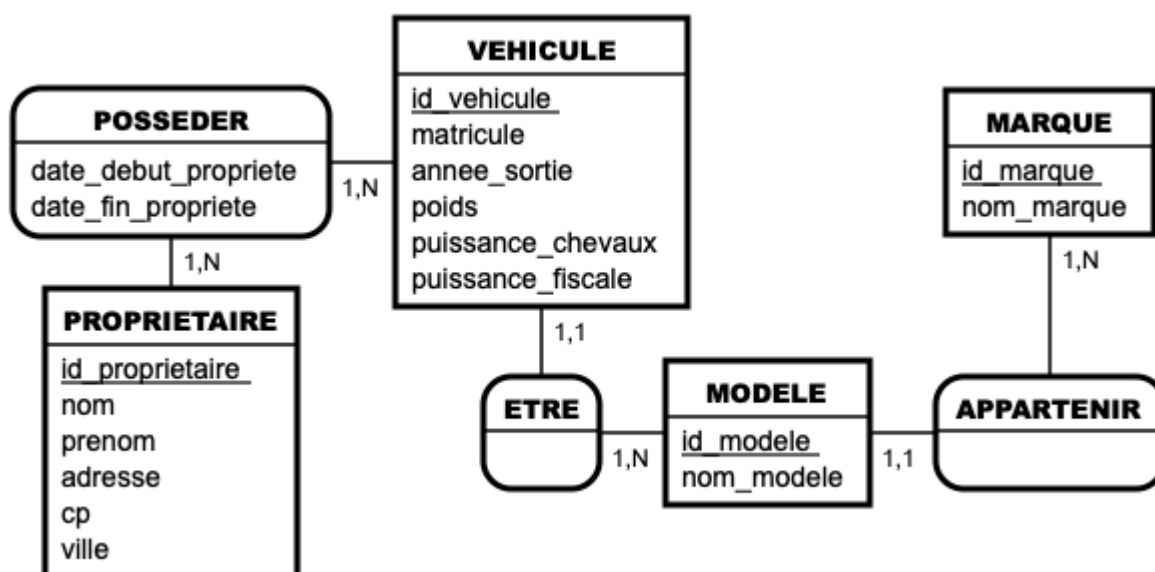 VEHICULE
id_vehicule
matricule
annee_sortie
poids
puissance_chevaux
puissance_fiscale
POSSEDER
date_debut_propriete
date_fin_propriete
1,N
1,N
PROPRIETAIRE
id_proprietaire
nom
prenom
adresse
cp
ville
1,1
ETRE
1,N
MODELE
id_modele
nom_modele
1,1
APPARTENIR
1,N
MARQUE
id_marque
nom_marque